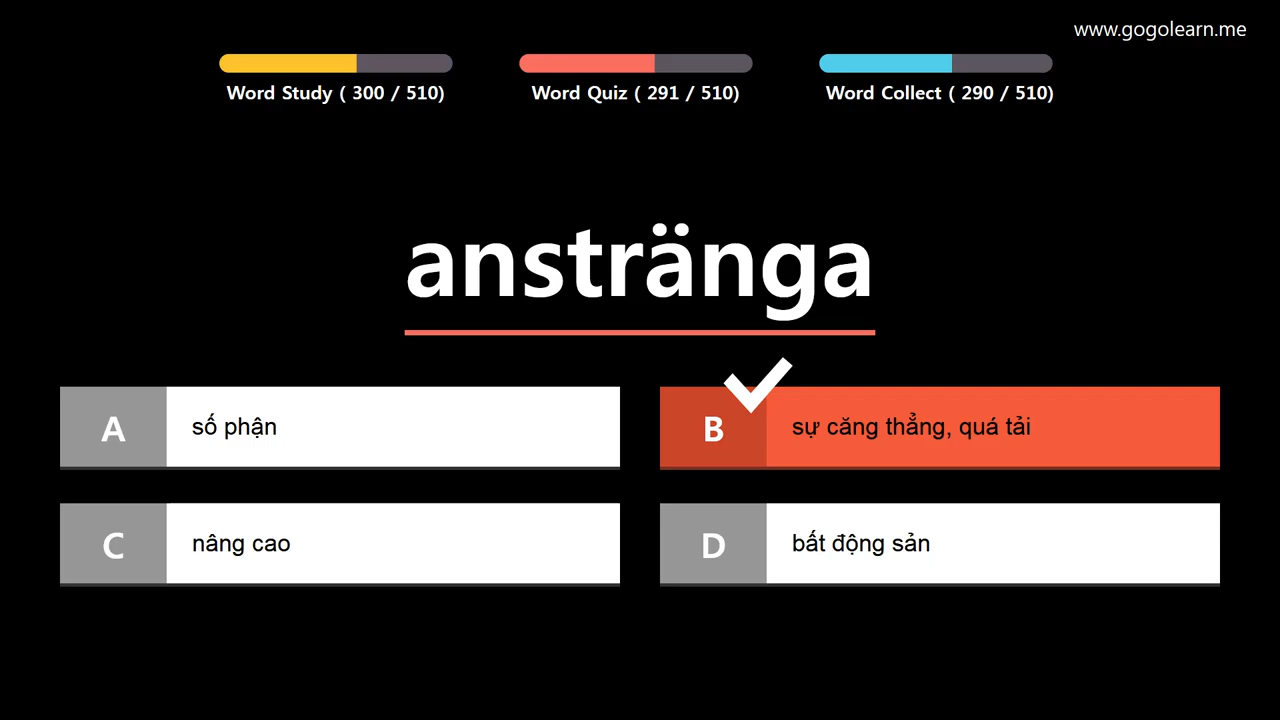 www.gogolearn.me
Word Study ( 300 / 510)
Word Quiz ( 291 / 510)
Word Collect ( 290 / 510)
anstränga
A số phận
B sự căng thẳng, quá tải
C nâng cao
D bất động sản